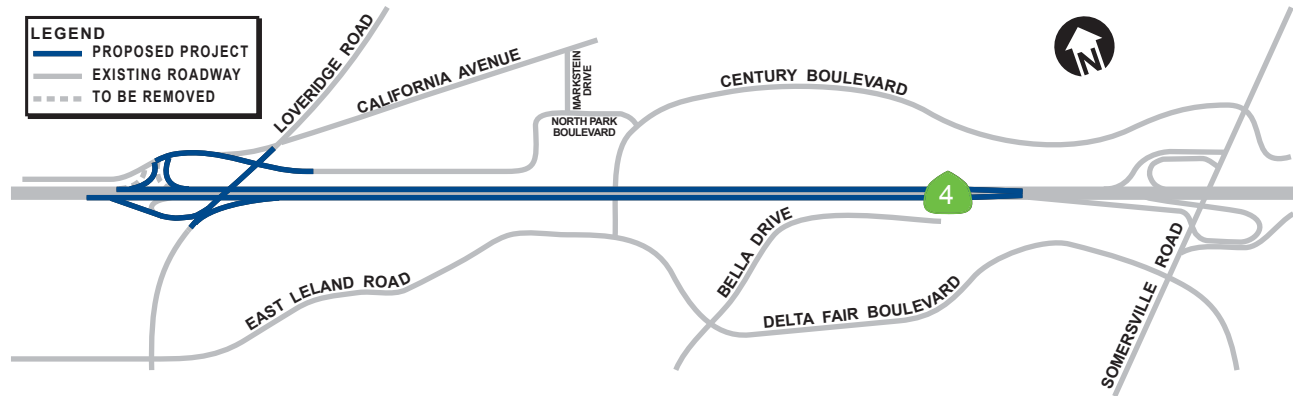 LEGEND
PROPOSED PROJECT
EXISTING ROADWAY
TO BE REMOVED
LOVERIDGE ROAD
CALIFORNIA AVENUE
MARKSTEIN
DRIVE
NORTH PARK
BOULEVARD
CENTURY BOULEVARD
N
4
BELLA DRIVE
EAST LELAND ROAD
DELTA FAIR BOULEVARD
SOMERSVILLE ROAD